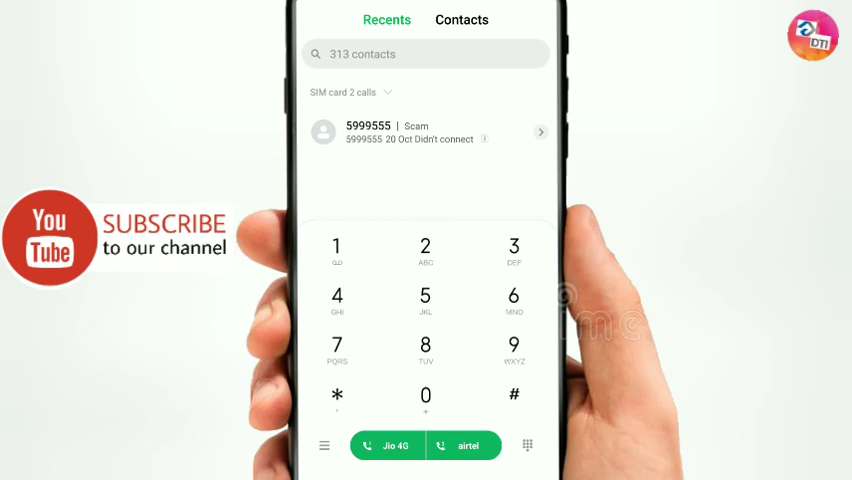 Recents Contacts
313 contacts
SIM card 2 calls
5999555 | Scam
5999555 20 Oct Didn't connect
1 2 3
ABC DEF
4 5 6
GHI JKL MNO
7 8 9
PQRS TUV WXYZ
* 0 #
+
Jio 4G airtel
You
Tube
SUBSCRIBE
to our channel
DTI